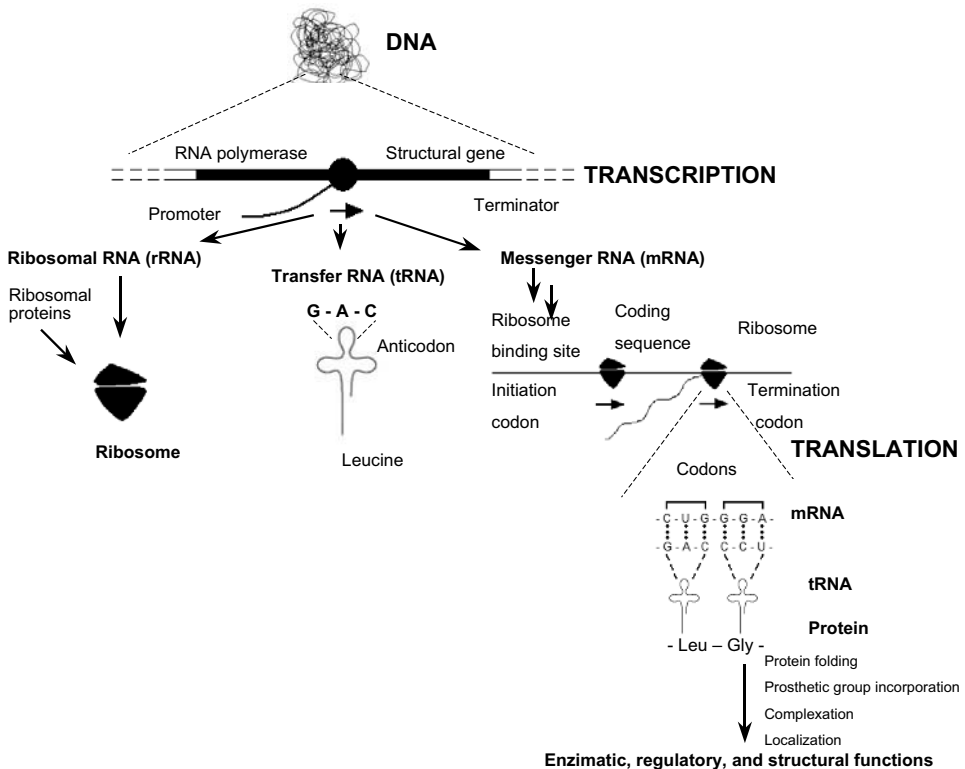 DNA
RNA polymerase
Structural gene
TRANSCRIPTION
Promoter
Terminator
Ribosomal RNA (rRNA)
Transfer RNA (tRNA)
Messenger RNA (mRNA)
Ribosomal
proteins
G - A - C
Anticodon
Ribosome
binding site
Coding
sequence
Ribosome
Initiation
codon
Termination
codon
Ribosome
Leucine
TRANSLATION
Codons
-C-U-G-G-G-A-
mRNA
-G-A-C-C-C-U-
tRNA
Protein
- Leu – Gly -
Protein folding
Prosthetic group incorporation
Complexation
Localization
Enzimatic, regulatory, and structural functions